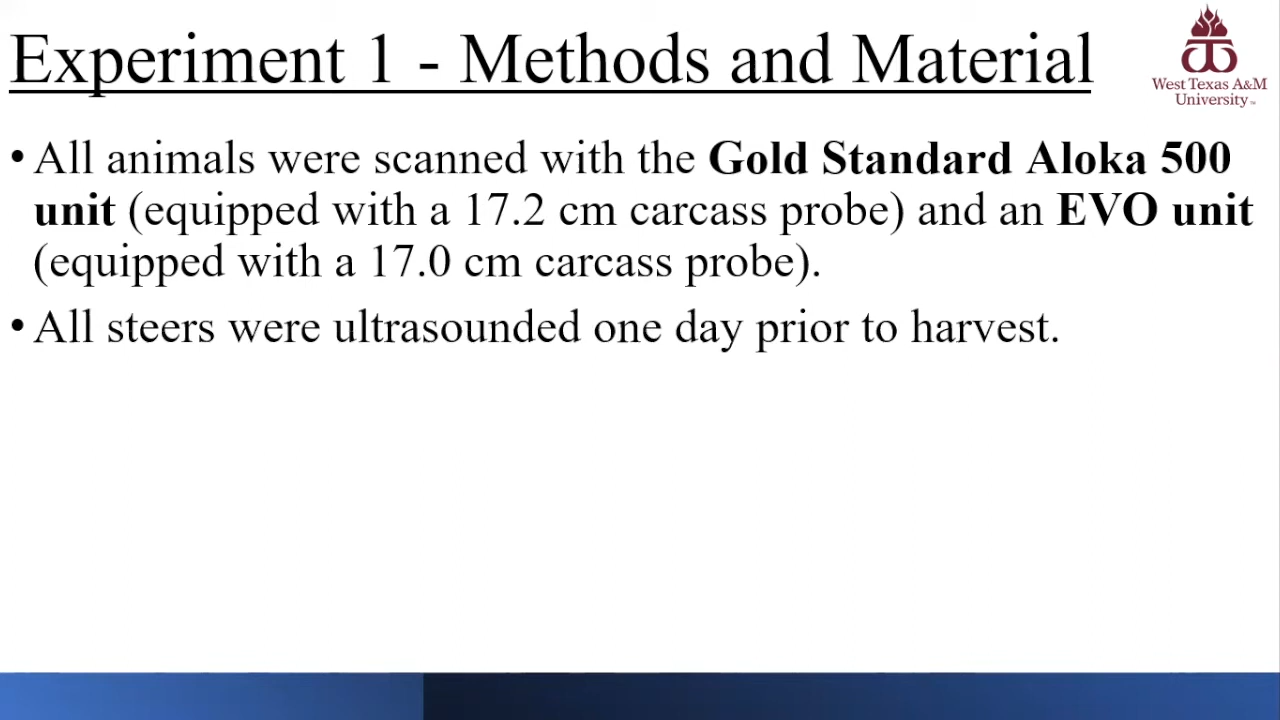 Experiment 1 - Methods and Material
West Texas A&M
University™
• All animals were scanned with the Gold Standard Aloka 500
unit (equipped with a 17.2 cm carcass probe) and an EVO unit
(equipped with a 17.0 cm carcass probe).
• All steers were ultrasounded one day prior to harvest.